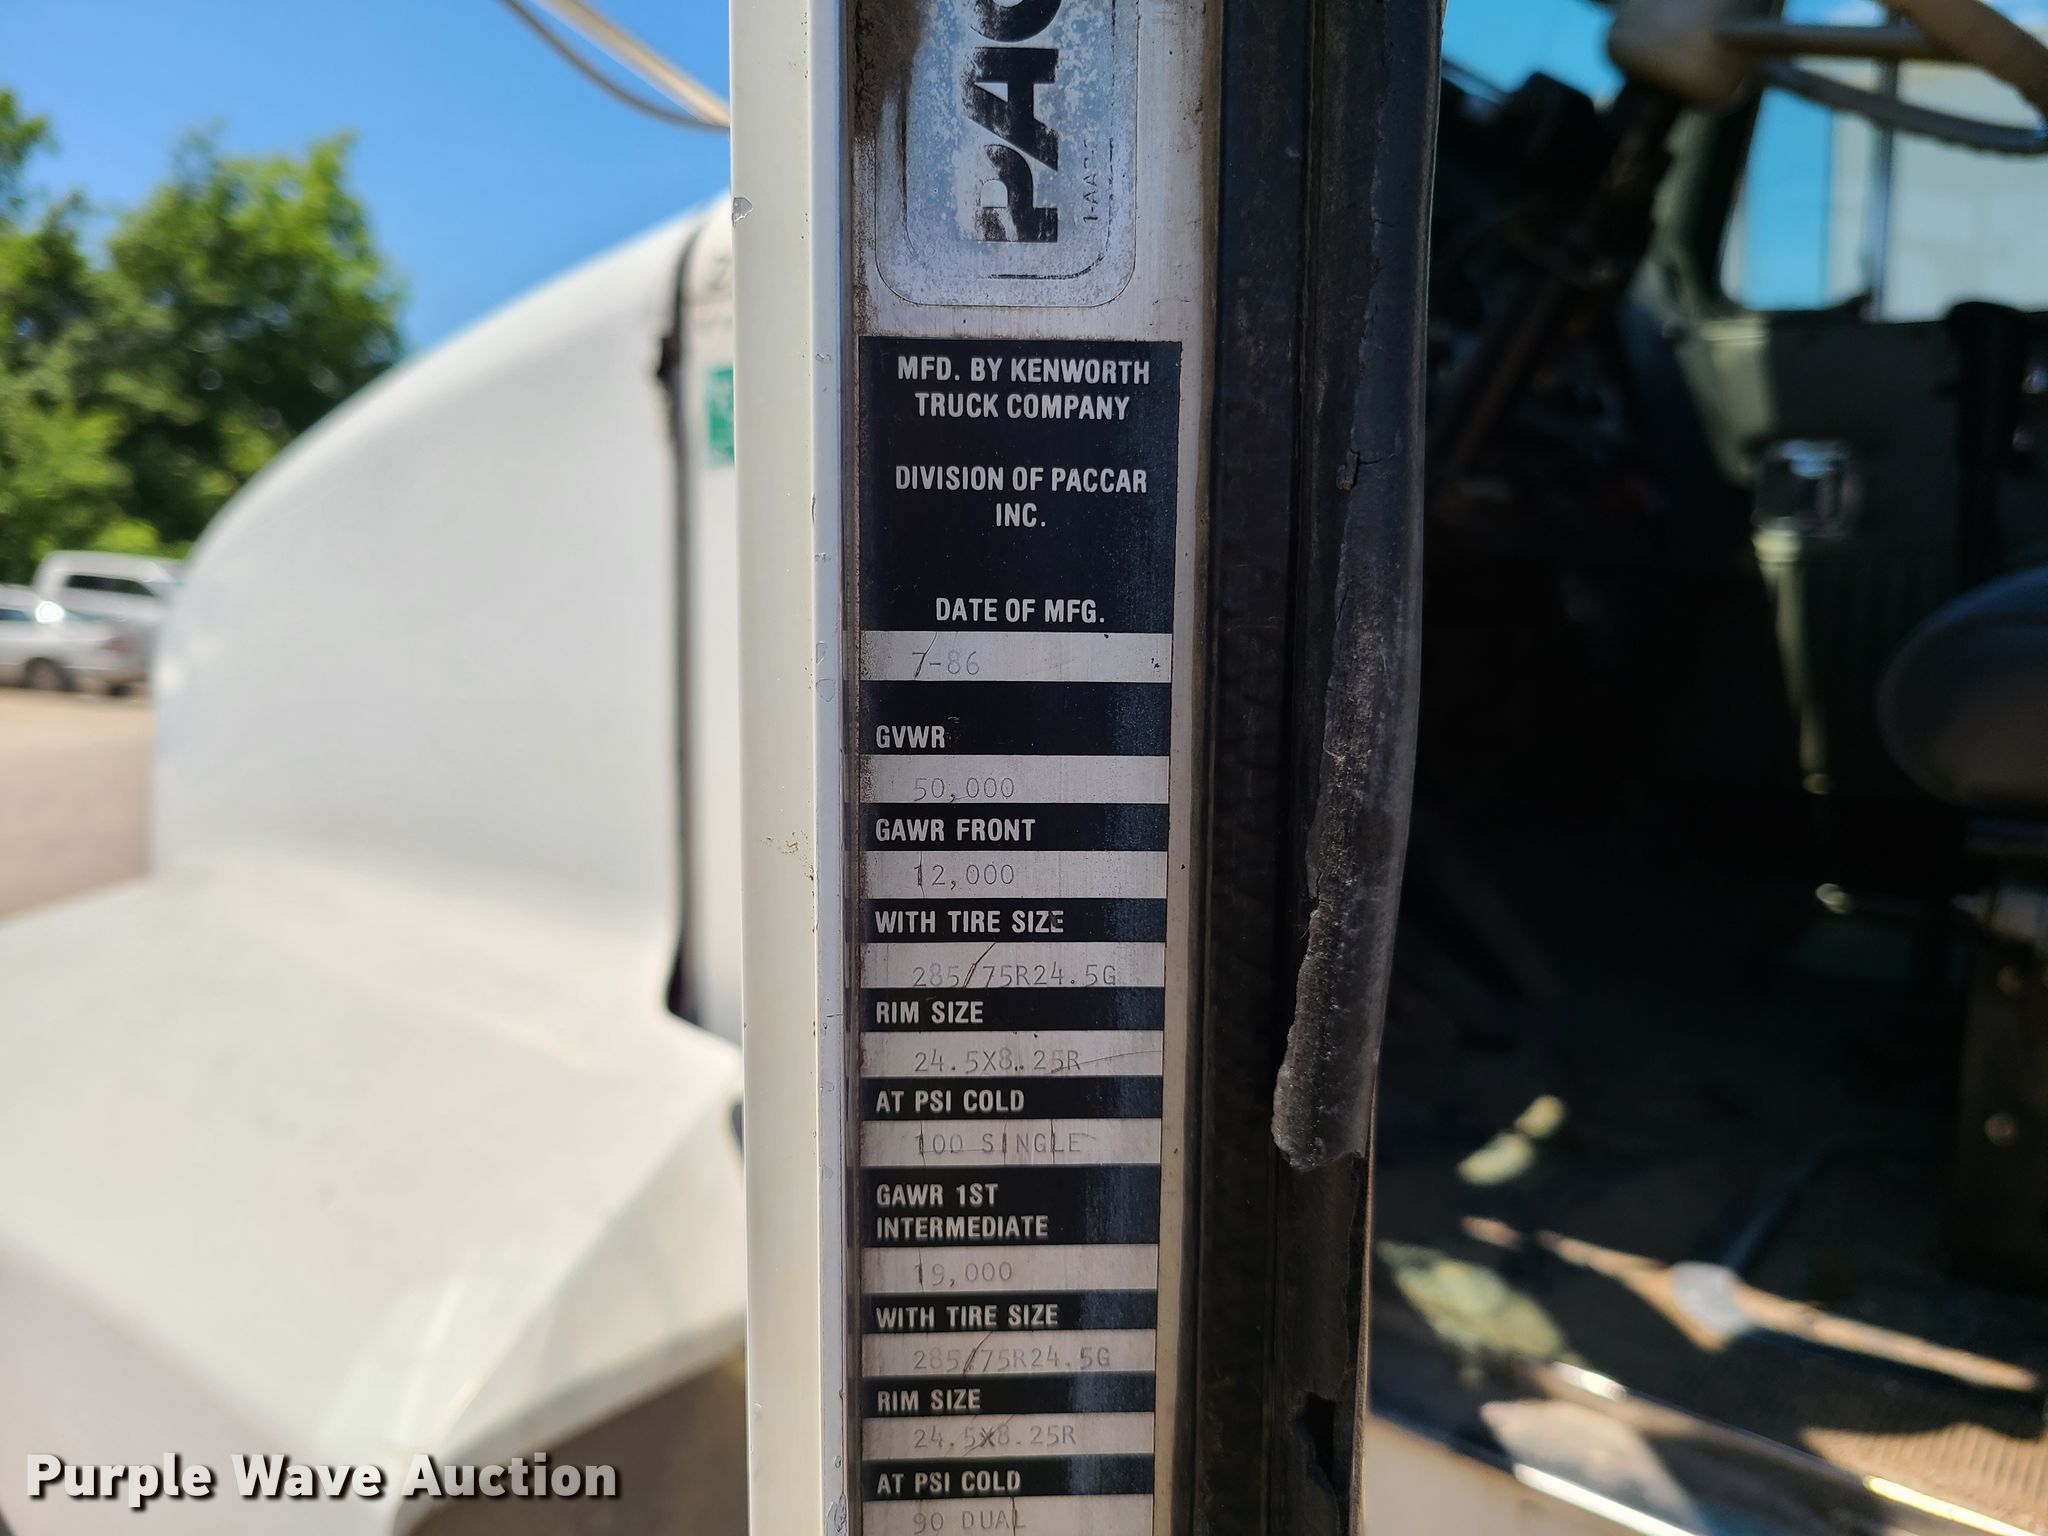 PAC
MFD. BY KENWORTH
TRUCK COMPANY
DIVISION OF PACCAR
INC.
DATE OF MFG.
7-86
GVWR
50,000
GAWR FRONT
12,000
WITH TIRE SIZE
285/75R24.5G
RIM SIZE
24.5X8.25R
AT PSI COLD
100 SINGLE
GAWR 1ST
INTERMEDIATE
19,000
WITH TIRE SIZE
285/75R24.5G
RIM SIZE
24.5X8.25R
AT PSI COLD
90 DUAL
Purple Wave Auction